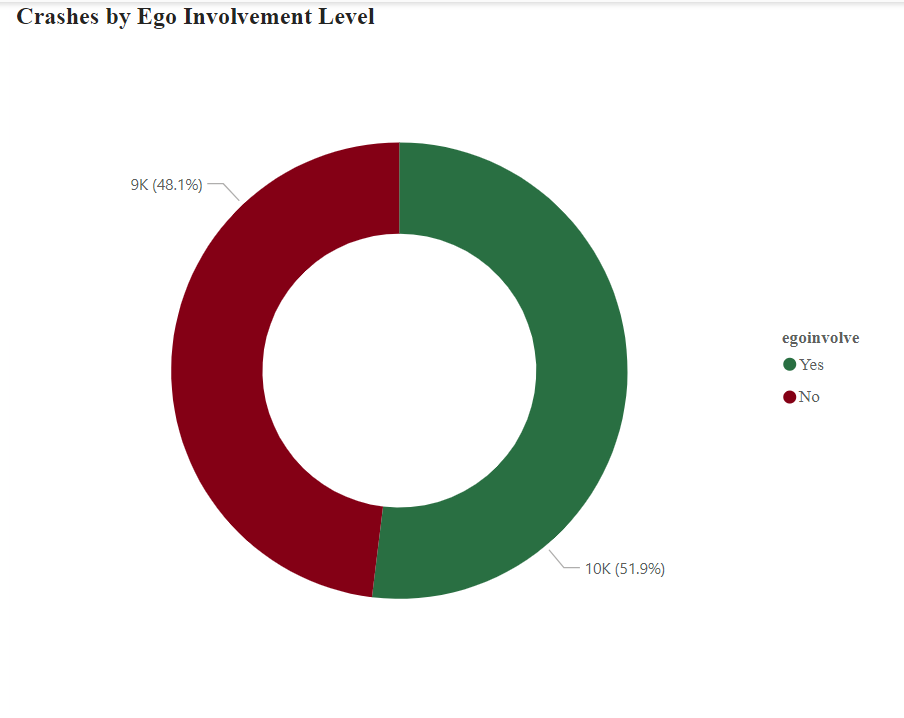 Crashes by Ego Involvement Level
9K (48.1%)
egoinvolve
Yes
No
10K (51.9%)